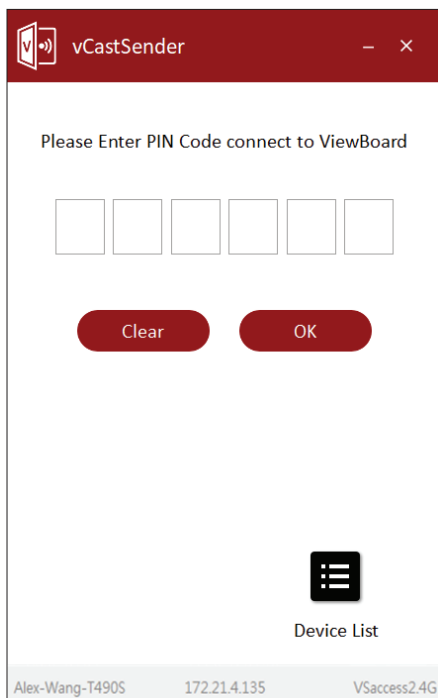 V vCastSender
Please Enter PIN Code connect to ViewBoard
Clear OK
Device List
Alex-Wang-T490S 172.21.4.135 VSaccess2.4G